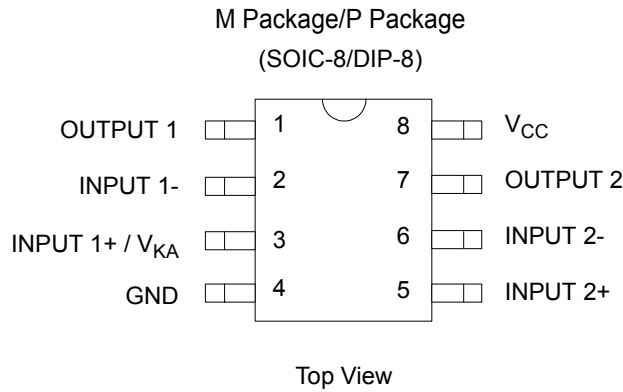 M Package/P Package
(SOIC-8/DIP-8)
OUTPUT 1 1 8 VCC
INPUT 1- 2 7 OUTPUT 2
INPUT 1+ / VKA 3 6 INPUT 2-
GND 4 5 INPUT 2+
Top View